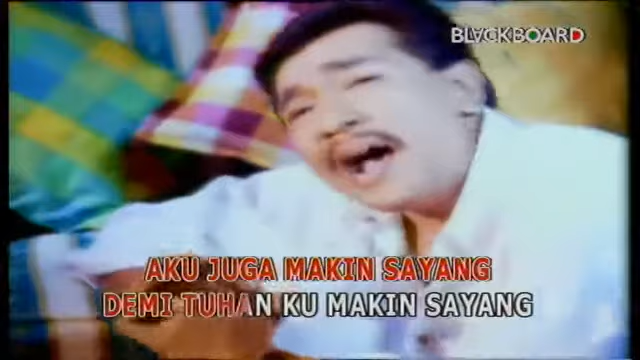 BLACKBOARD
AKU JUGA MAKIN SAYANG
DEMI TUHAN KU MAKIN SAYANG